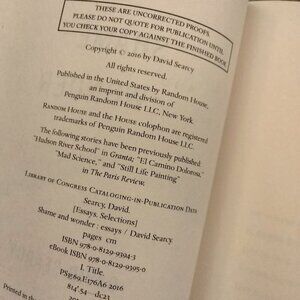 THESE ARE UNCORRECTED PROOFS.
PLEASE DO NOT QUOTE FOR PUBLICATION UNTIL
YOU CHECK YOUR COPY AGAINST THE FINISHED BOOK.
Copyright © 2016 by David Searcy
All rights reserved.
Published in the United States by Random House,
an imprint and division of
Penguin Random House LLC, New York.
RANDOM HOUSE and the HOUSE colophon are registered
trademarks of Penguin Random House LLC.
The following stories have been previously published:
"Hudson River School" in Granta; "El Camino Doloroso,"
"Mad Science," and "Still Life Painting"
in The Paris Review.
LIBRARY OF CONGRESS CATALOGING-IN-PUBLICATION DATA
Searcy, David.
[Essays. Selections]
Shame and wonder : essays / David Searcy.
pages cm
ISBN 978-0-8129-9394-3
eBook ISBN 978-0-8129-9395-0
I. Title.
PS3569.E176A6 2016
814'.54—dc23
Printed in the